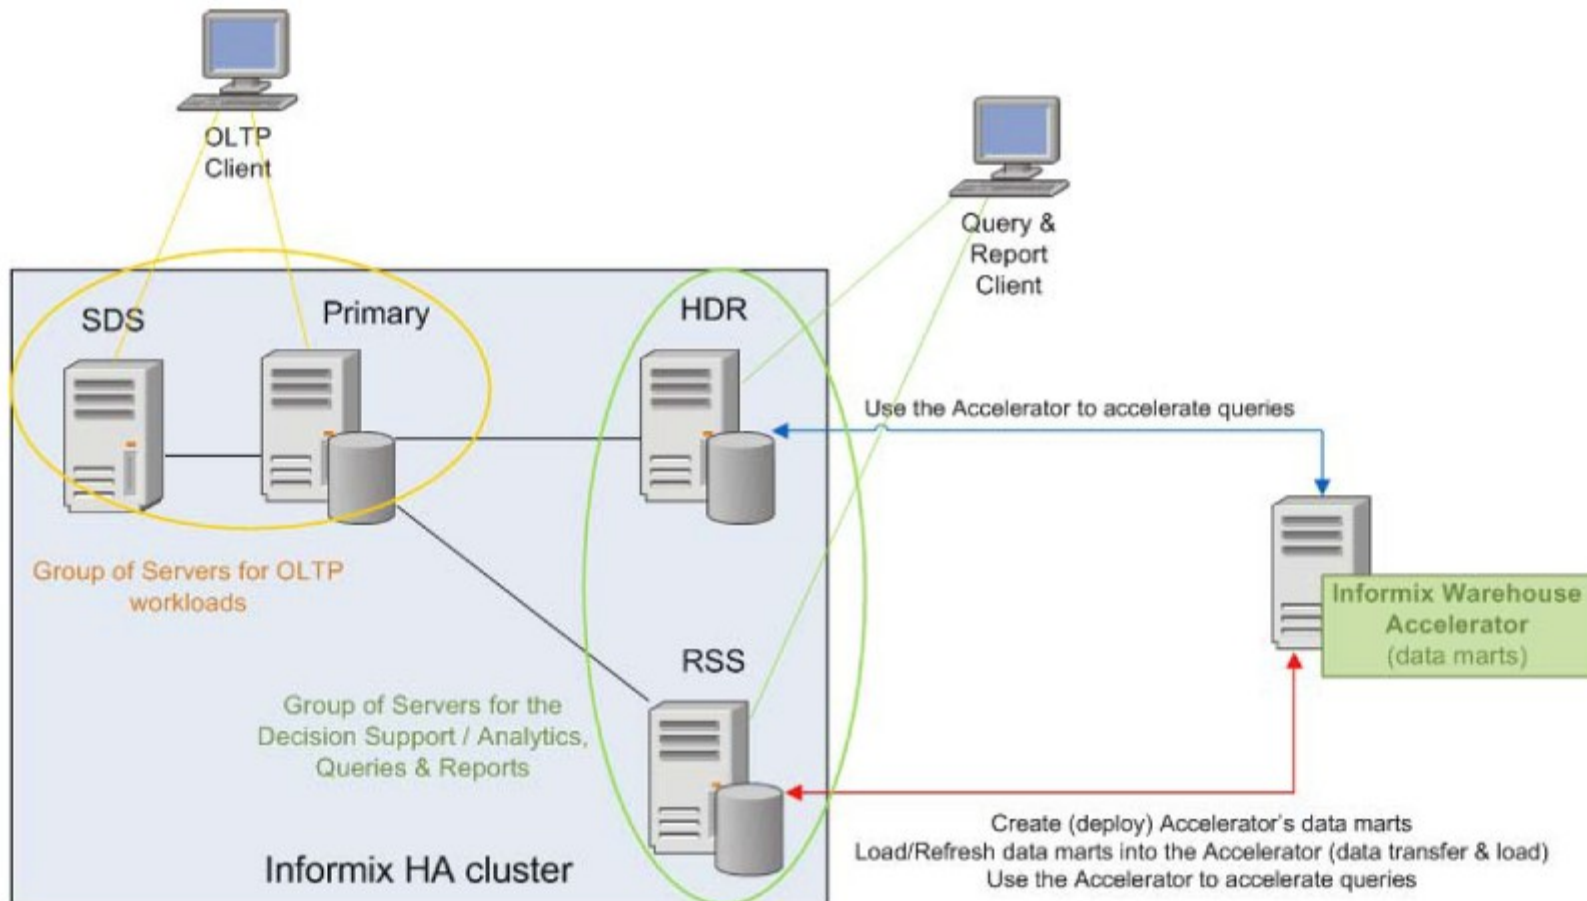 OLTP
Client
Query &
Report
Client
SDS
Primary
HDR
Use the Accelerator to accelerate queries
Group of Servers for OLTP
workloads
Informix Warehouse
Accelerator
(data marts)
RSS
Group of Servers for the
Decision Support / Analytics,
Queries & Reports
Create (deploy) Accelerator's data marts
Load/Refresh data marts into the Accelerator (data transfer & load)
Use the Accelerator to accelerate queries
Informix HA cluster